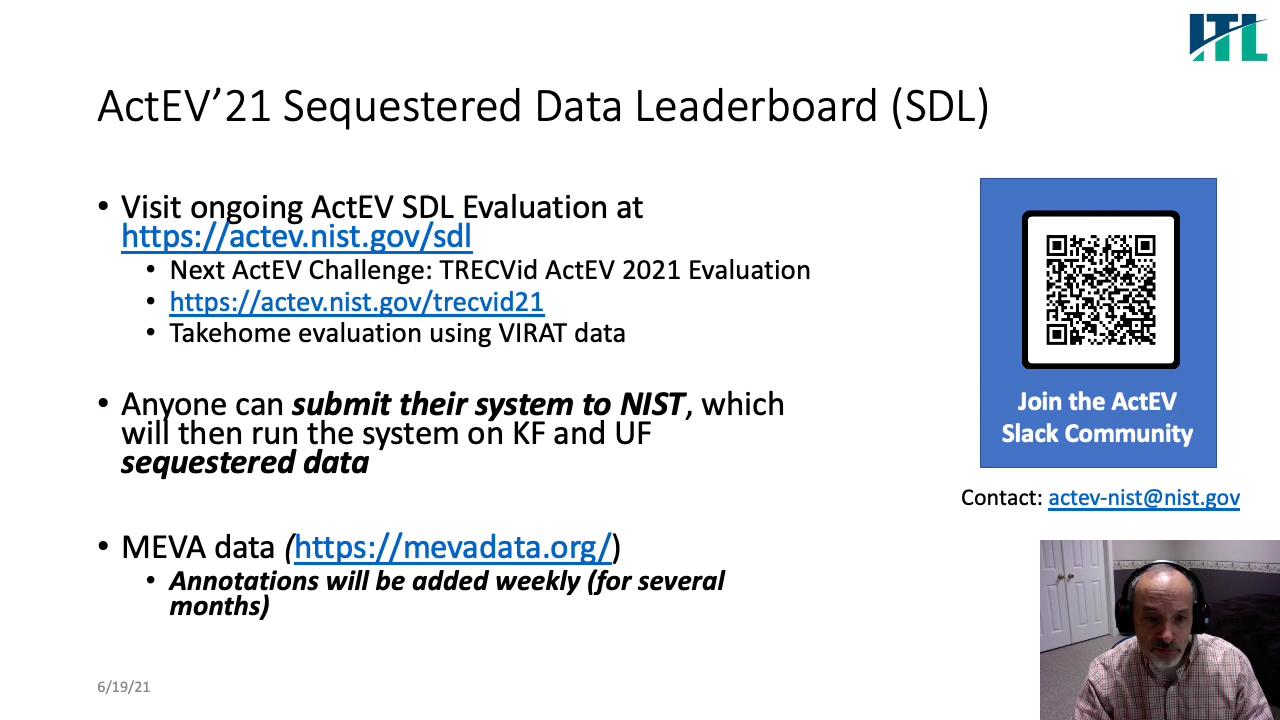 ITL
ActEV’21 Sequestered Data Leaderboard (SDL)
• Visit ongoing ActEV SDL Evaluation at
https://actev.nist.gov/sdl
• Next ActEV Challenge: TRECVid ActEV 2021 Evaluation
• https://actev.nist.gov/trecvid21
• Takehome evaluation using VIRAT data
• Anyone can submit their system to NIST, which
will then run the system on KF and UF
sequestered data
• MEVA data (https://mevadata.org/)
• Annotations will be added weekly (for several
months)
Join the ActEV
Slack Community
Contact: actev-nist@nist.gov
6/19/21